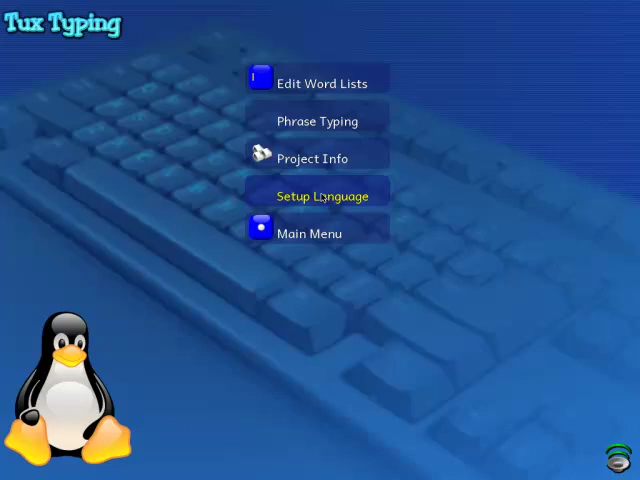 Tux Typing
Edit Word Lists
Phrase Typing
Project Info
Setup Language
Main Menu